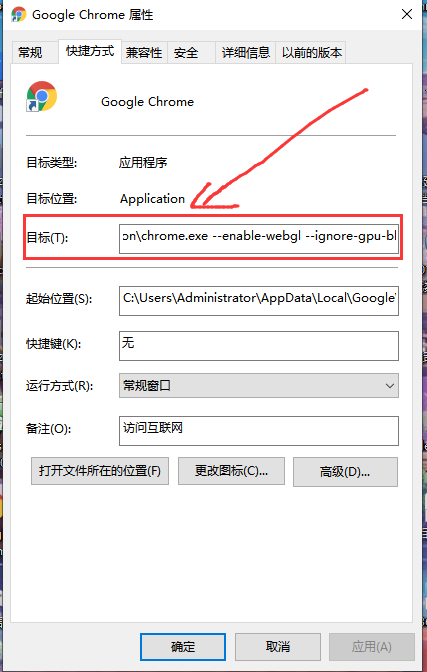 Google Chrome 属性
常规 快捷方式 兼容性 安全 详细信息 以前的版本
Google Chrome
目标类型: 应用程序
目标位置: Application
目标(T): on\chrome.exe --enable-webgl --ignore-gpu-bl
起始位置(S): C:\Users\Administrator\AppData\Local\Google\
快捷键(K): 无
运行方式(R): 常规窗口
备注(O): 访问互联网
打开文件所在的位置(F) 更改图标(C)... 高级(D)...
确定 取消 应用(A)